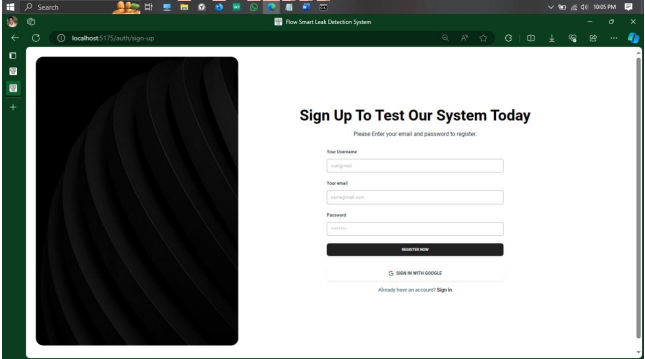 Search
10:05 PM
Flow Smart Leak Detection System
localhost:5175/auth/sign-up
Sign Up To Test Our System Today
Please Enter your email and password to register.
Your Username
Your email
name@mail.com
Password
********
REGISTER NOW
G SIGN IN WITH GOOGLE
Already have an account? Sign in